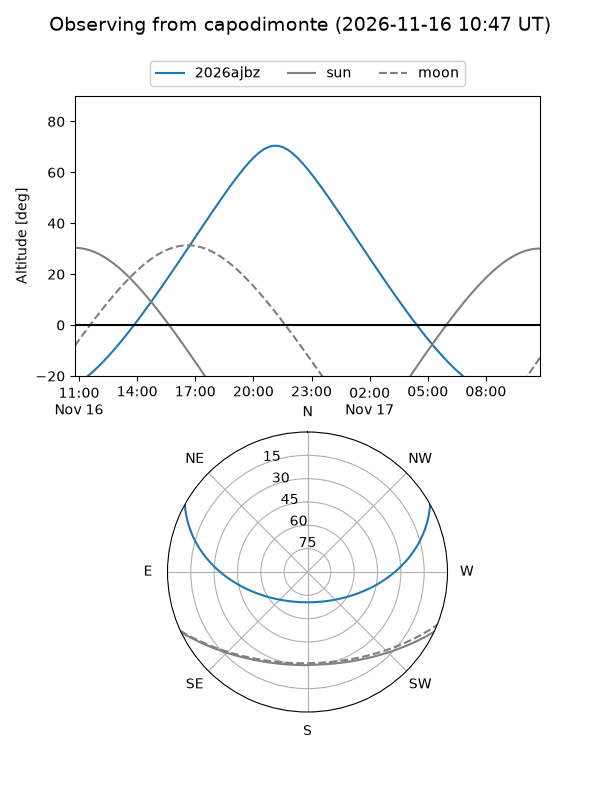 Observing from capodimonte (2026-11-16 10:47 UT)
2026ajbz sun moon
Altitude [deg]
80
60
40
20
0
−20
11:00 14:00 17:00 20:00 23:00 02:00 05:00 08:00
Nov 16 Nov 17
N
NE NW
15
30
45
60
75
E W
SE SW
S